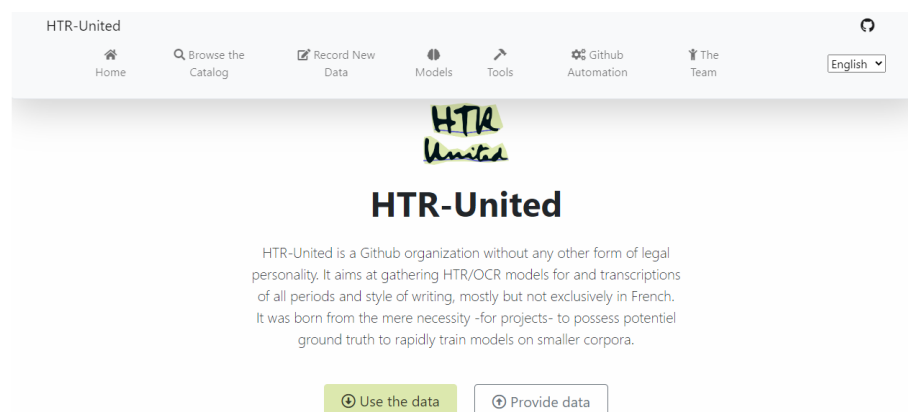 HTR-United
Home
Browse the
Catalog
Record New
Data
Models
Tools
Github
Automation
The
Team
English
HTR
United
HTR-United
HTR-United is a Github organization without any other form of legal
personality. It aims at gathering HTR/OCR models for and transcriptions
of all periods and style of writing, mostly but not exclusively in French.
It was born from the mere necessity -for projects- to possess potentiel
ground truth to rapidly train models on smaller corpora.
Use the data
Provide data